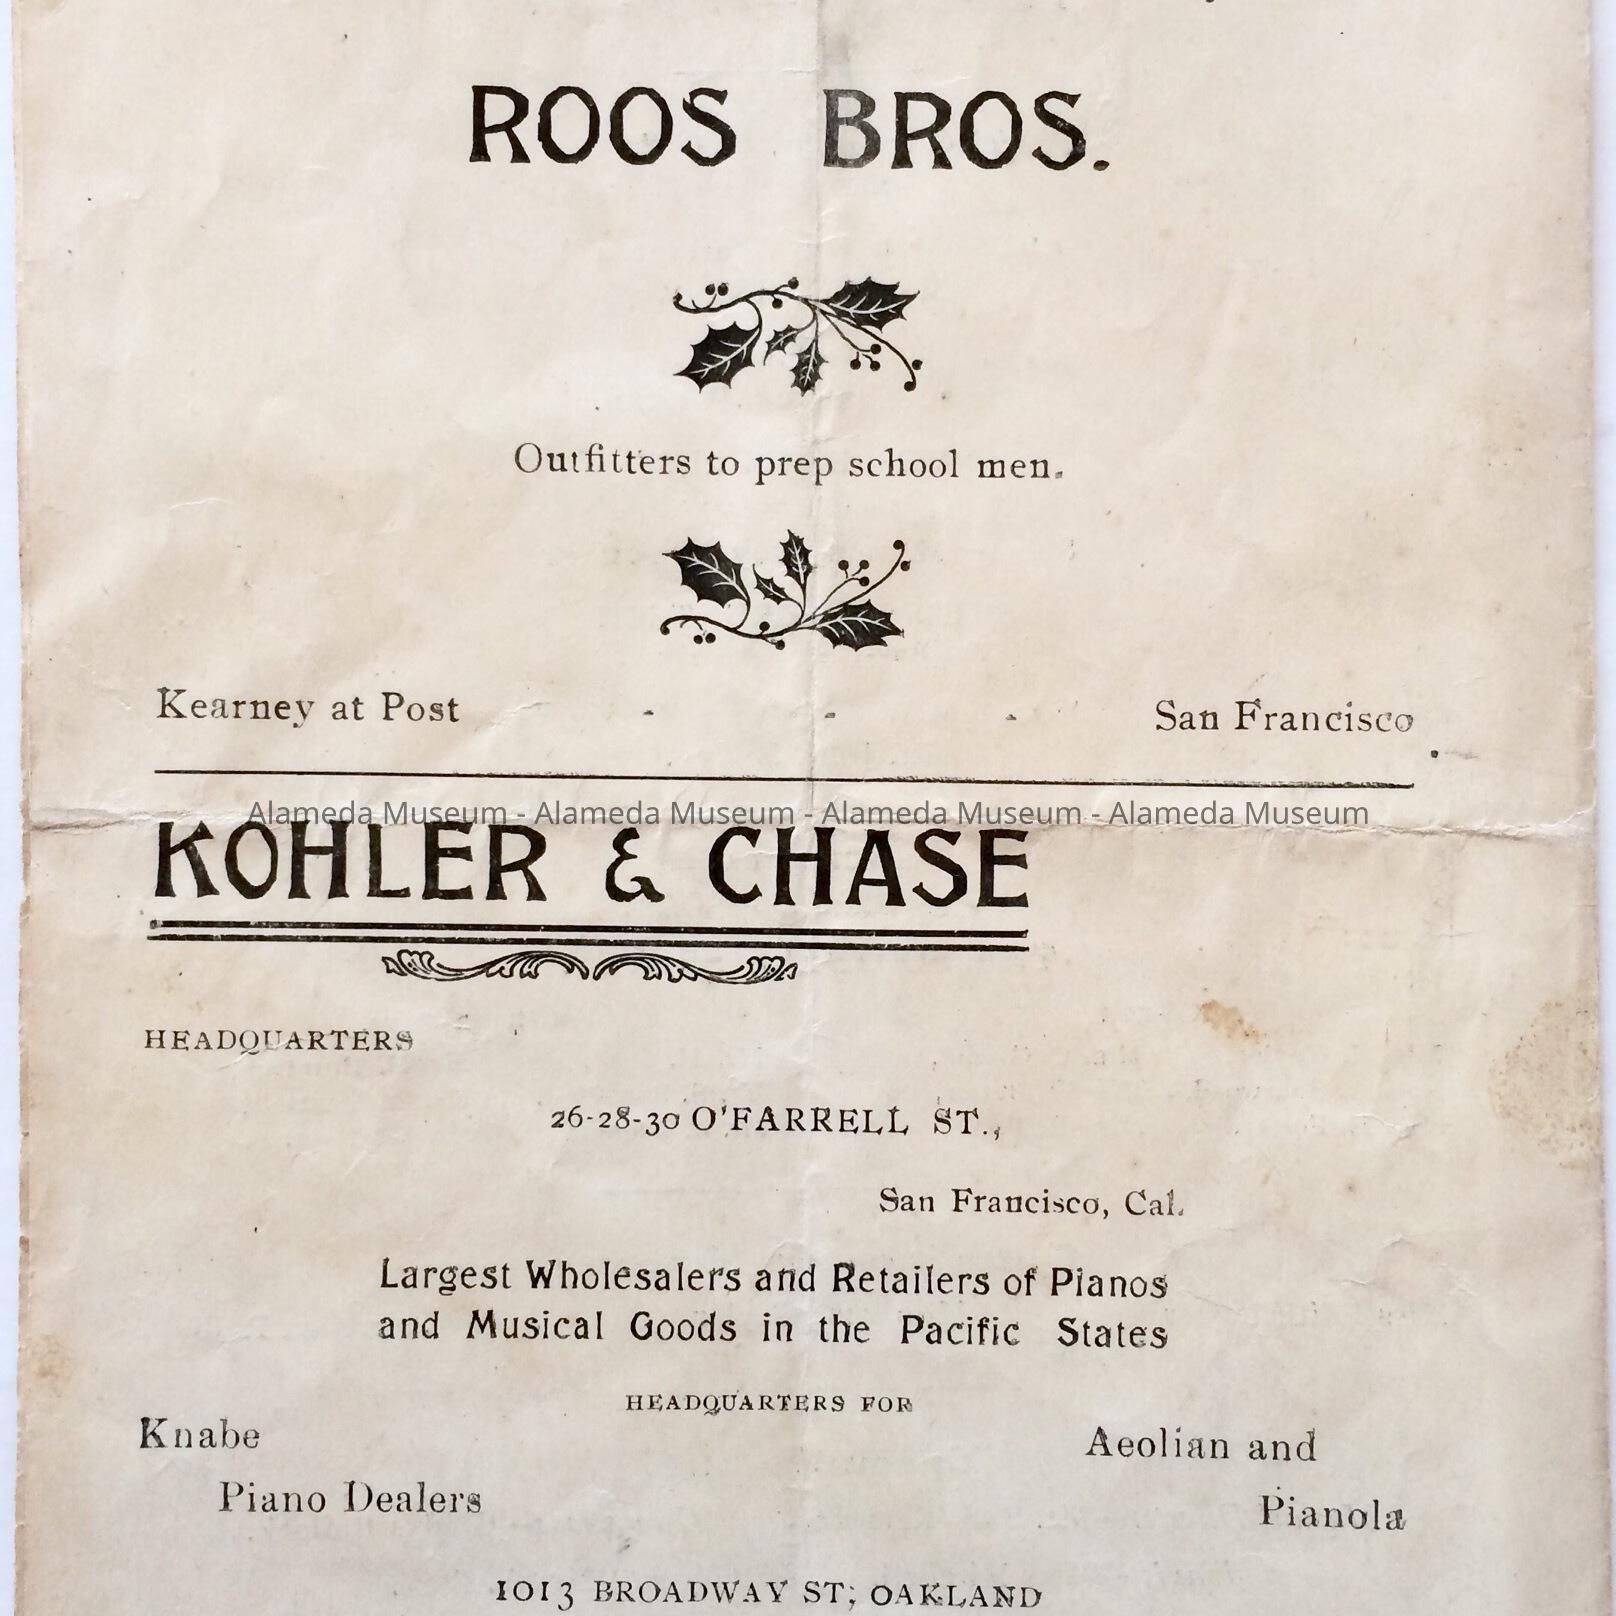 ROOS BROS.
Outfitters to prep school men.
Kearney at Post - - - San Francisco
Alameda Museum - Alameda Museum - Alameda Museum - Alameda Museum
KOHLER & CHASE
HEADQUARTERS
26-28-30 O'FARRELL ST.,
San Francisco, Cal.
Largest Wholesalers and Retailers of Pianos
and Musical Goods in the Pacific States
HEADQUARTERS FOR
Knabe Aeolian and
Piano Dealers Pianola
1013 BROADWAY ST; OAKLAND